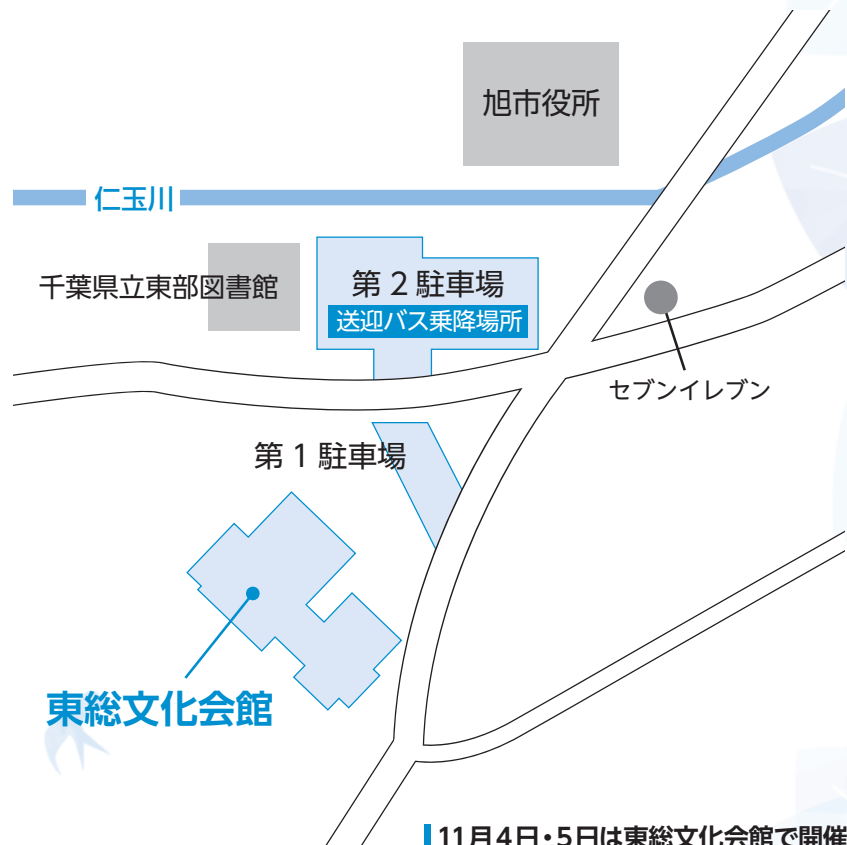 旭市役所
仁玉川
千葉県立東部図書館
第2駐車場
送迎バス乗降場所
セブンイレブン
第1駐車場
東総文化会館
11月4日・5日は東総文化会館で開催